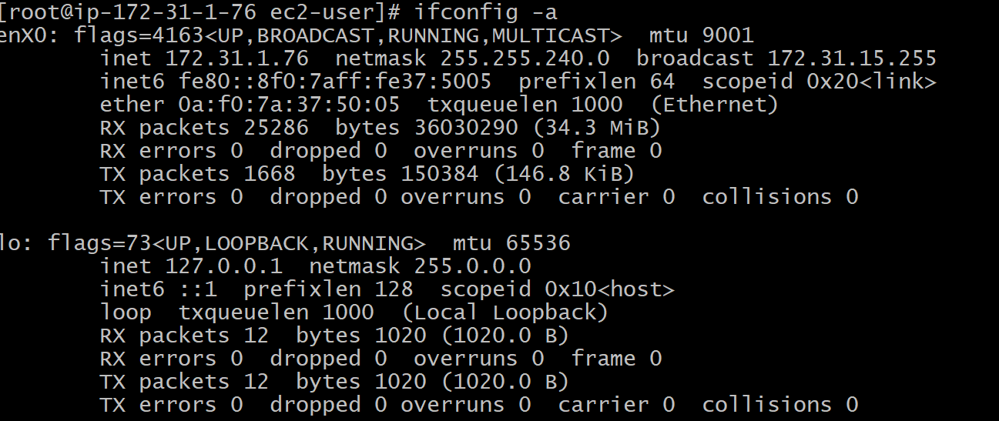 [root@ip-172-31-1-76 ec2-user]# ifconfig -a
enX0: flags=4163<UP,BROADCAST,RUNNING,MULTICAST>  mtu 9001
        inet 172.31.1.76  netmask 255.255.240.0  broadcast 172.31.15.255
        inet6 fe80::8f0:7aff:fe37:5005  prefixlen 64  scopeid 0x20<link>
        ether 0a:f0:7a:37:50:05  txqueuelen 1000  (Ethernet)
        RX packets 25286  bytes 36030290 (34.3 MiB)
        RX errors 0  dropped 0  overruns 0  frame 0
        TX packets 1668  bytes 150384 (146.8 KiB)
        TX errors 0  dropped 0 overruns 0  carrier 0  collisions 0

lo: flags=73<UP,LOOPBACK,RUNNING>  mtu 65536
        inet 127.0.0.1  netmask 255.0.0.0
        inet6 ::1  prefixlen 128  scopeid 0x10<host>
        loop  txqueuelen 1000  (Local Loopback)
        RX packets 12  bytes 1020 (1020.0 B)
        RX errors 0  dropped 0  overruns 0  frame 0
        TX packets 12  bytes 1020 (1020.0 B)
        TX errors 0  dropped 0 overruns 0  carrier 0  collisions 0